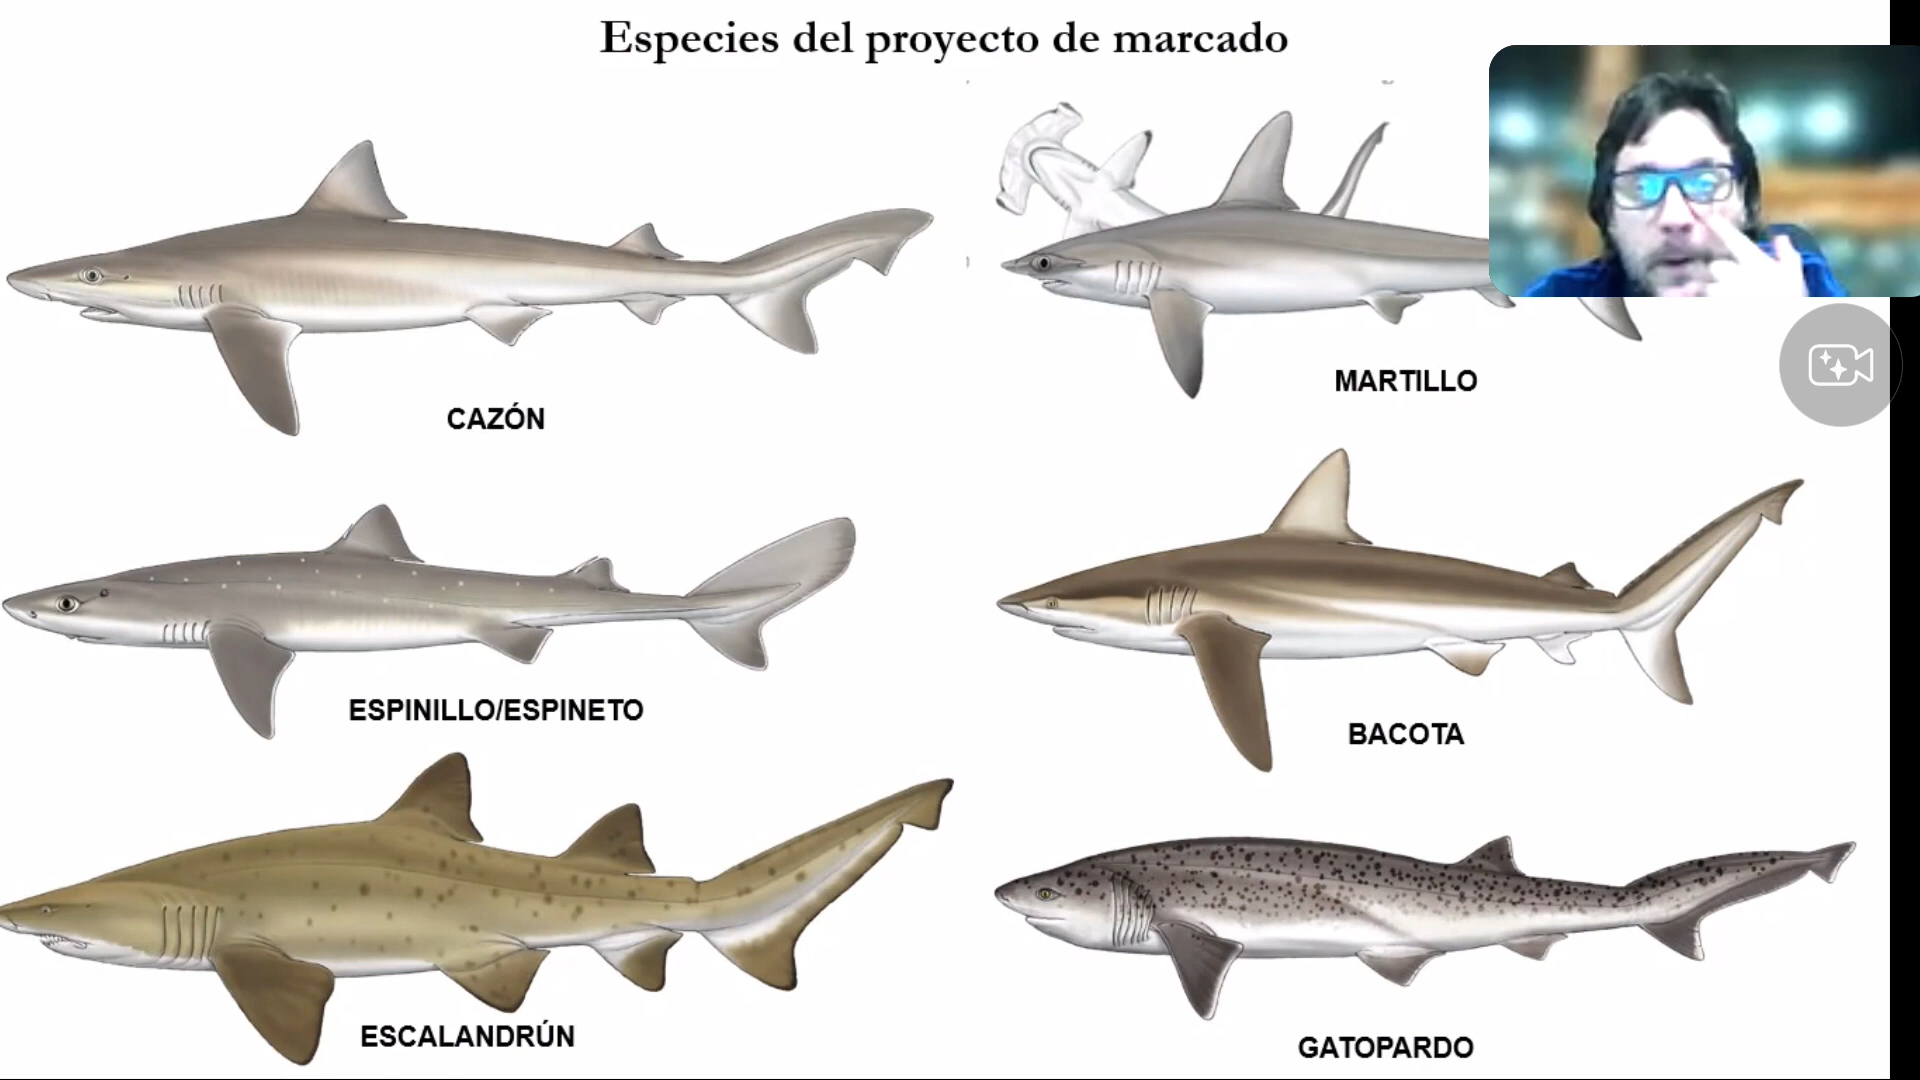 Especies del proyecto de marcado
CAZÓN
MARTILLO
ESPINILLO/ESPINETO
BACOTA
ESCALANDRÚN
GATOPARDO